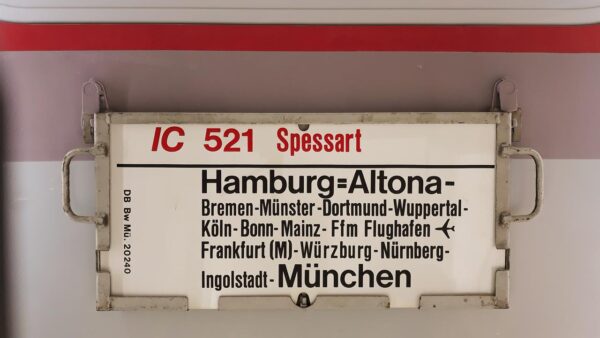 IC 521 Spessart
Hamburg=Altona-
Bremen-Münster-Dortmund-Wuppertal-
Köln-Bonn-Mainz-Ffm Flughafen ✈
Frankfurt (M)-Würzburg-Nürnberg-
Ingolstadt-München
DB Bw Mü. 20240